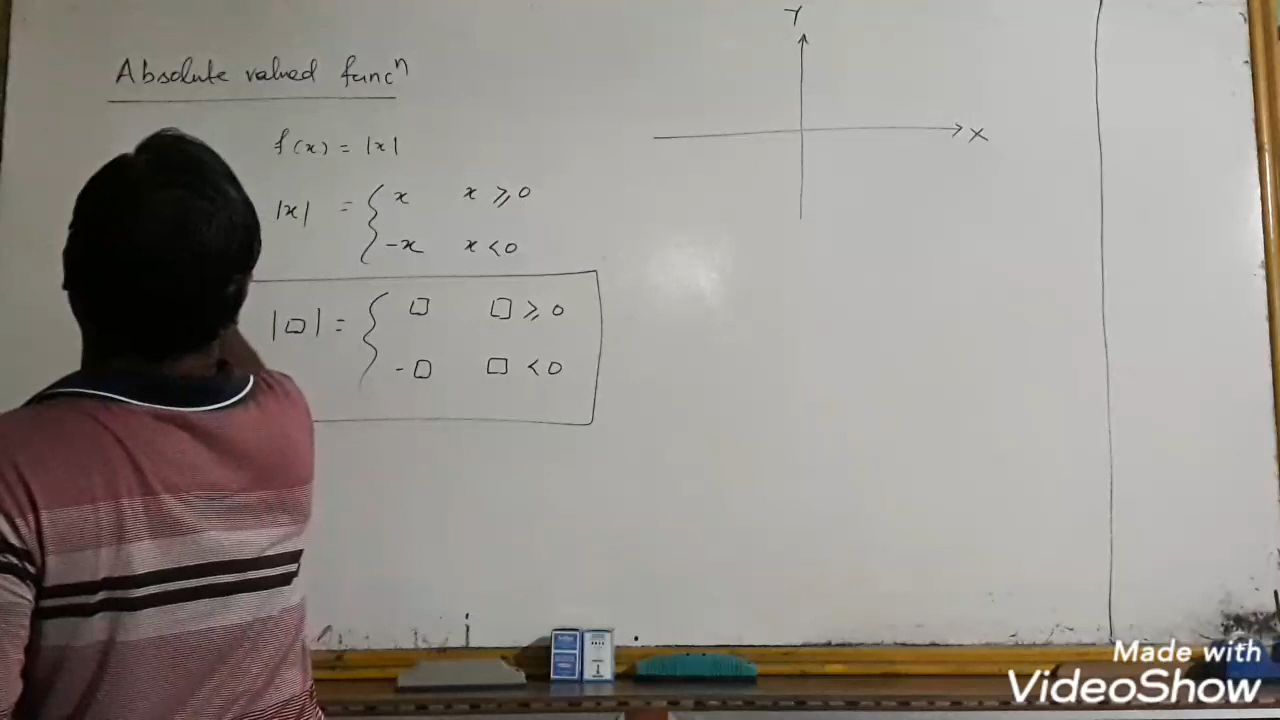 Absolute valued funcⁿ
f(x) = |x|
|x| = { x x ⩾ 0
-x x < 0
|□| = { □ □ ⩾ 0
-□ □ < 0
Y
X
Made with
VideoShow